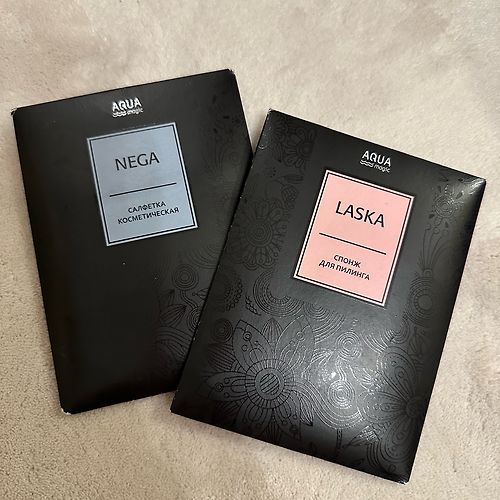 AQUA
magic
NEGA
САЛФЕТКА
КОСМЕТИЧЕСКАЯ
AQUA
magic
LASKA
СПОНЖ
ДЛЯ ПИЛИНГА